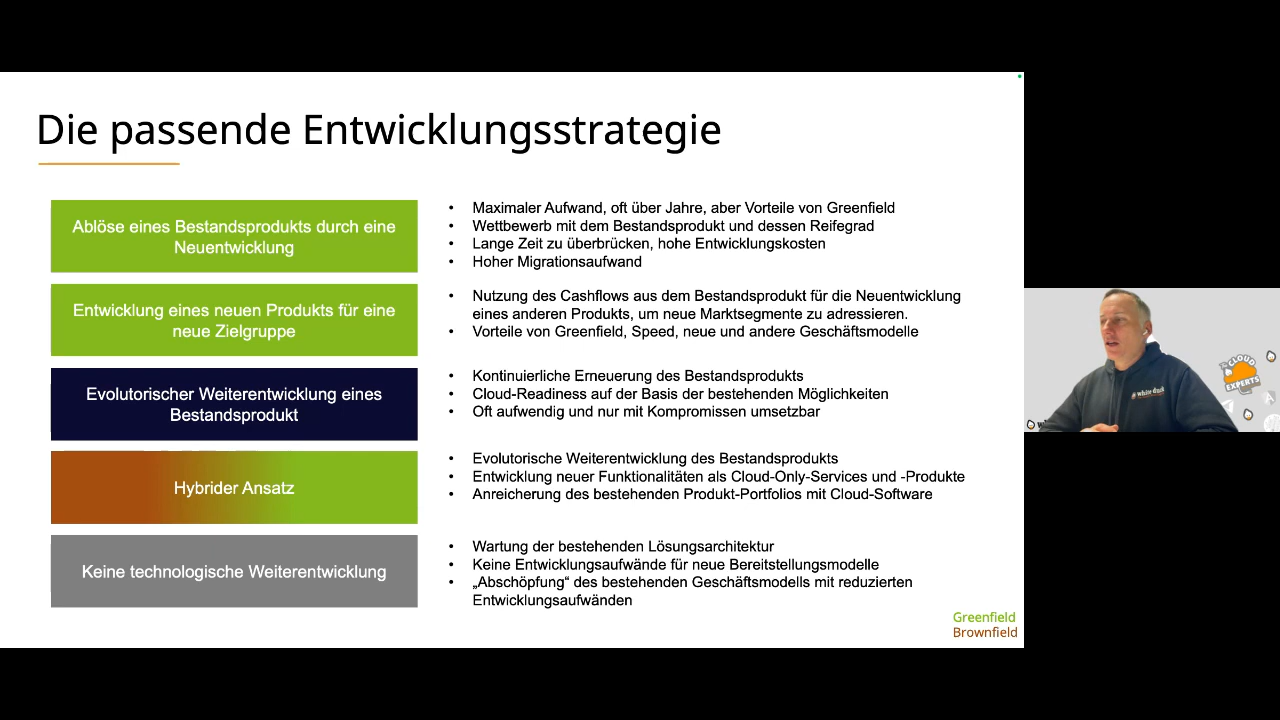 Die passende Entwicklungsstrategie
Ablöse eines Bestandsprodukts durch eine
Neuentwicklung
• Maximaler Aufwand, oft über Jahre, aber Vorteile von Greenfield
• Wettbewerb mit dem Bestandsprodukt und dessen Reifegrad
• Lange Zeit zu überbrücken, hohe Entwicklungskosten
• Hoher Migrationsaufwand
Entwicklung eines neuen Produkts für eine
neue Zielgruppe
• Nutzung des Cashflows aus dem Bestandsprodukt für die Neuentwicklung
eines anderen Produkts, um neue Marktsegmente zu adressieren.
• Vorteile von Greenfield, Speed, neue und andere Geschäftsmodelle
Evolutorischer Weiterentwicklung eines
Bestandsprodukt
• Kontinuierliche Erneuerung des Bestandsprodukts
• Cloud-Readiness auf der Basis der bestehenden Möglichkeiten
• Oft aufwendig und nur mit Kompromissen umsetzbar
Hybrider Ansatz
• Evolutorische Weiterentwicklung des Bestandsprodukts
• Entwicklung neuer Funktionalitäten als Cloud-Only-Services und -Produkte
• Anreicherung des bestehenden Produkt-Portfolios mit Cloud-Software
Keine technologische Weiterentwicklung
• Wartung der bestehenden Lösungsarchitektur
• Keine Entwicklungsaufwände für neue Bereitstellungsmodelle
• „Abschöpfung“ des bestehenden Geschäftsmodells mit reduzierten
Entwicklungsaufwänden
Greenfield
Brownfield
white duck
CLOUD
EXPERTS